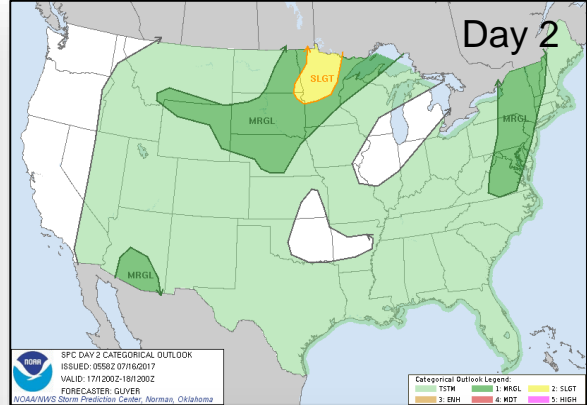 Day 2
SLGT
MRGL
MRGL
MRGL
NOAA
SPC DAY 2 CATEGORICAL OUTLOOK
ISSUED: 0558Z 07/16/2017
VALID: 17/1200Z-18/1200Z
FORECASTER: GUYER
NOAA/NWS Storm Prediction Center, Norman, Oklahoma
Categorical Outlook Legend:
TSTM 1: MRGL 2: SLGT
3: ENH 4: MDT 5: HIGH